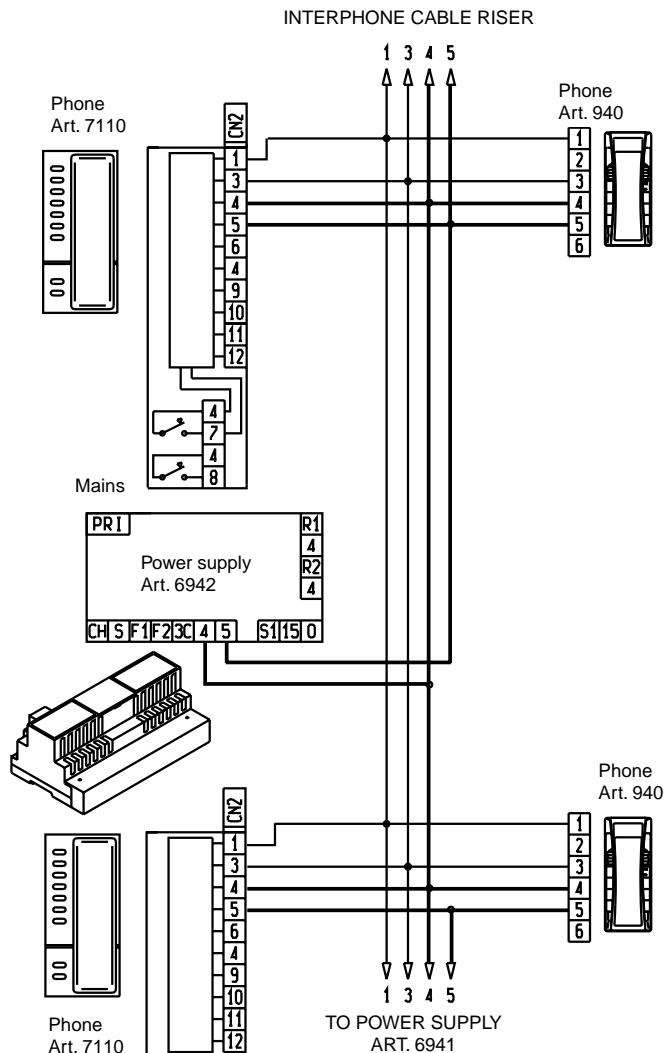 INTERPHONE CABLE RISER
1 3 4 5
Phone
Art. 7110
CN2
1
3
4
5
6
4
9
10
11
12
4
7
4
8
Phone
Art. 940
1
2
3
4
5
6
Mains
PRI
R1
4
R2
4
Power supply
Art. 6942
CH S F1 F2 3C 4 5 S1 15 0
CN2
1
3
4
5
6
4
9
10
11
12
Phone
Art. 7110
Phone
Art. 940
1
2
3
4
5
6
1 3 4 5
TO POWER SUPPLY
ART. 6941